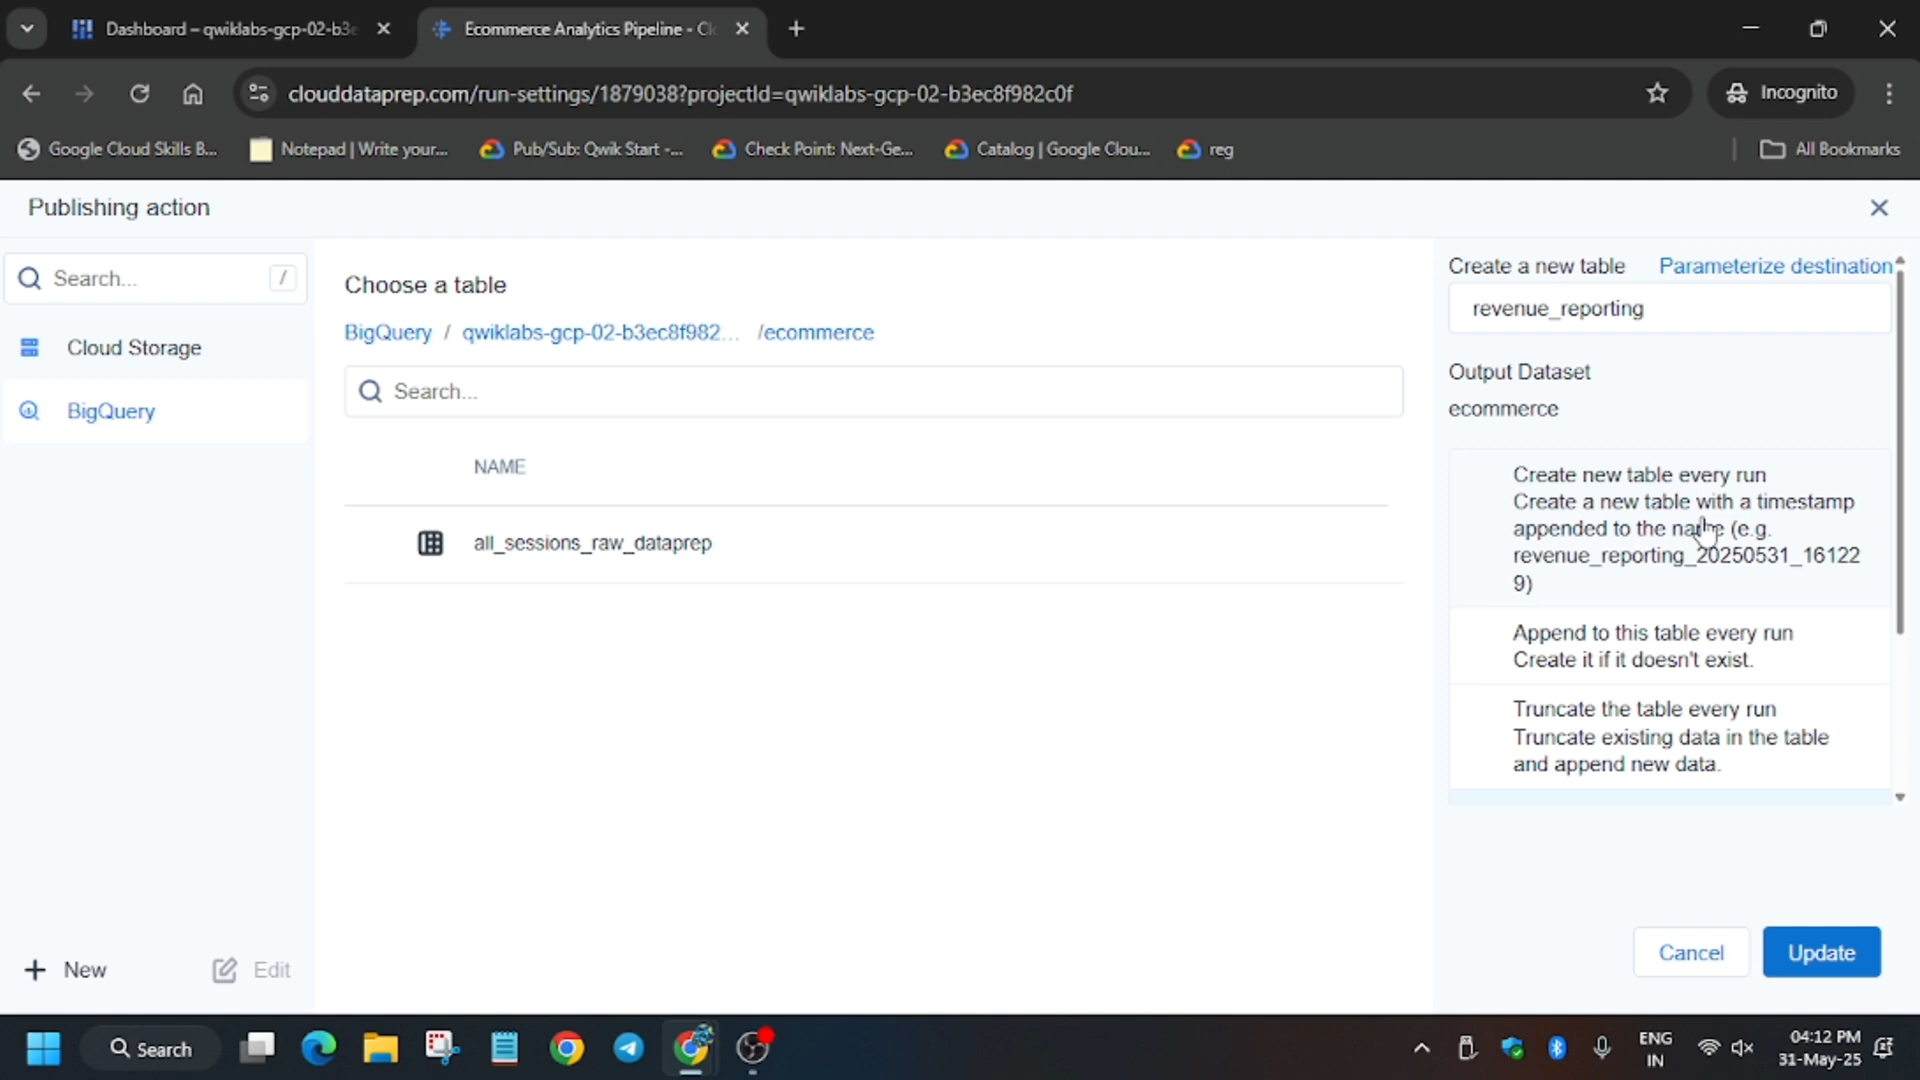 Dashboard – qwiklabs-gcp-02-b3e
Ecommerce Analytics Pipeline - Cl
clouddataprep.com/run-settings/1879038?projectId=qwiklabs-gcp-02-b3ec8f982c0f
Incognito
Google Cloud Skills B...
Notepad | Write your...
Pub/Sub: Qwik Start -...
Check Point: Next-Ge...
Catalog | Google Clou...
reg
All Bookmarks
Publishing action
Search...
/
Cloud Storage
BigQuery
New
Edit
Choose a table
BigQuery / qwiklabs-gcp-02-b3ec8f982... /ecommerce
Search...
NAME
all_sessions_raw_dataprep
Create a new table
Parameterize destination
revenue_reporting
Output Dataset
ecommerce
Create new table every run
Create a new table with a timestamp
appended to the name (e.g.
revenue_reporting_20250531_16122
9)
Append to this table every run
Create it if it doesn't exist.
Truncate the table every run
Truncate existing data in the table
and append new data.
Cancel
Update
Search
ENG
IN
04:12 PM
31-May-25